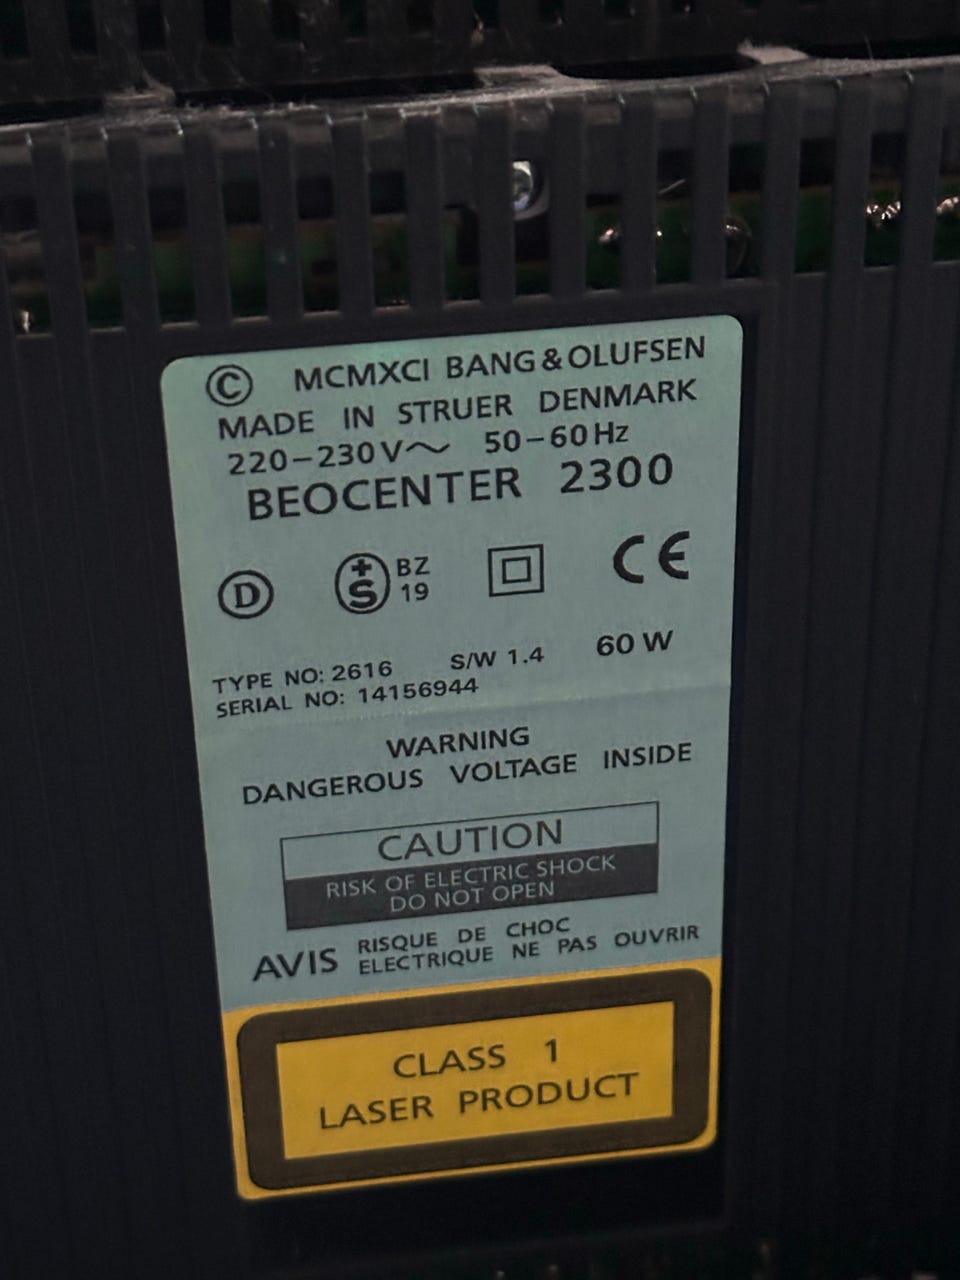 © MCMXCI BANG & OLUFSEN
MADE IN STRUER DENMARK
220-230V~ 50-60Hz
BEOCENTER 2300
D +S BZ 19 CE
TYPE NO: 2616 S/W 1.4 60 W
SERIAL NO: 14156944
WARNING
DANGEROUS VOLTAGE INSIDE
CAUTION
RISK OF ELECTRIC SHOCK
DO NOT OPEN
AVIS RISQUE DE CHOC
ELECTRIQUE NE PAS OUVRIR
CLASS 1
LASER PRODUCT